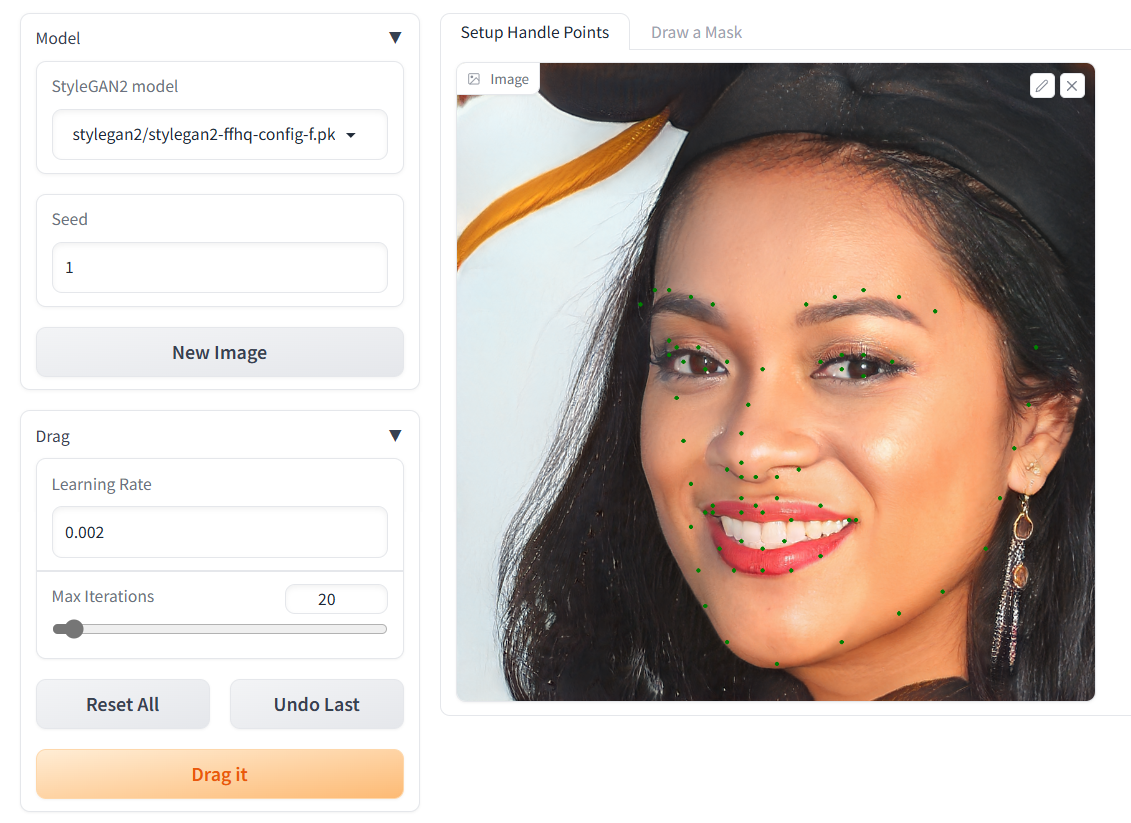 Model ▼
StyleGAN2 model
stylegan2/stylegan2-ffhq-config-f.pk
Seed
1
New Image
Drag ▼
Learning Rate
0.002
Max Iterations 20
Reset All Undo Last
Drag it
Setup Handle Points Draw a Mask
Image